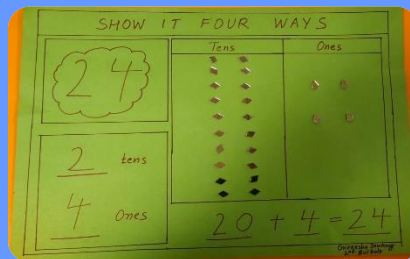 SHOW IT FOUR WAYS
24
Tens Ones
2 tens
4 Ones
20 + 4 = 24